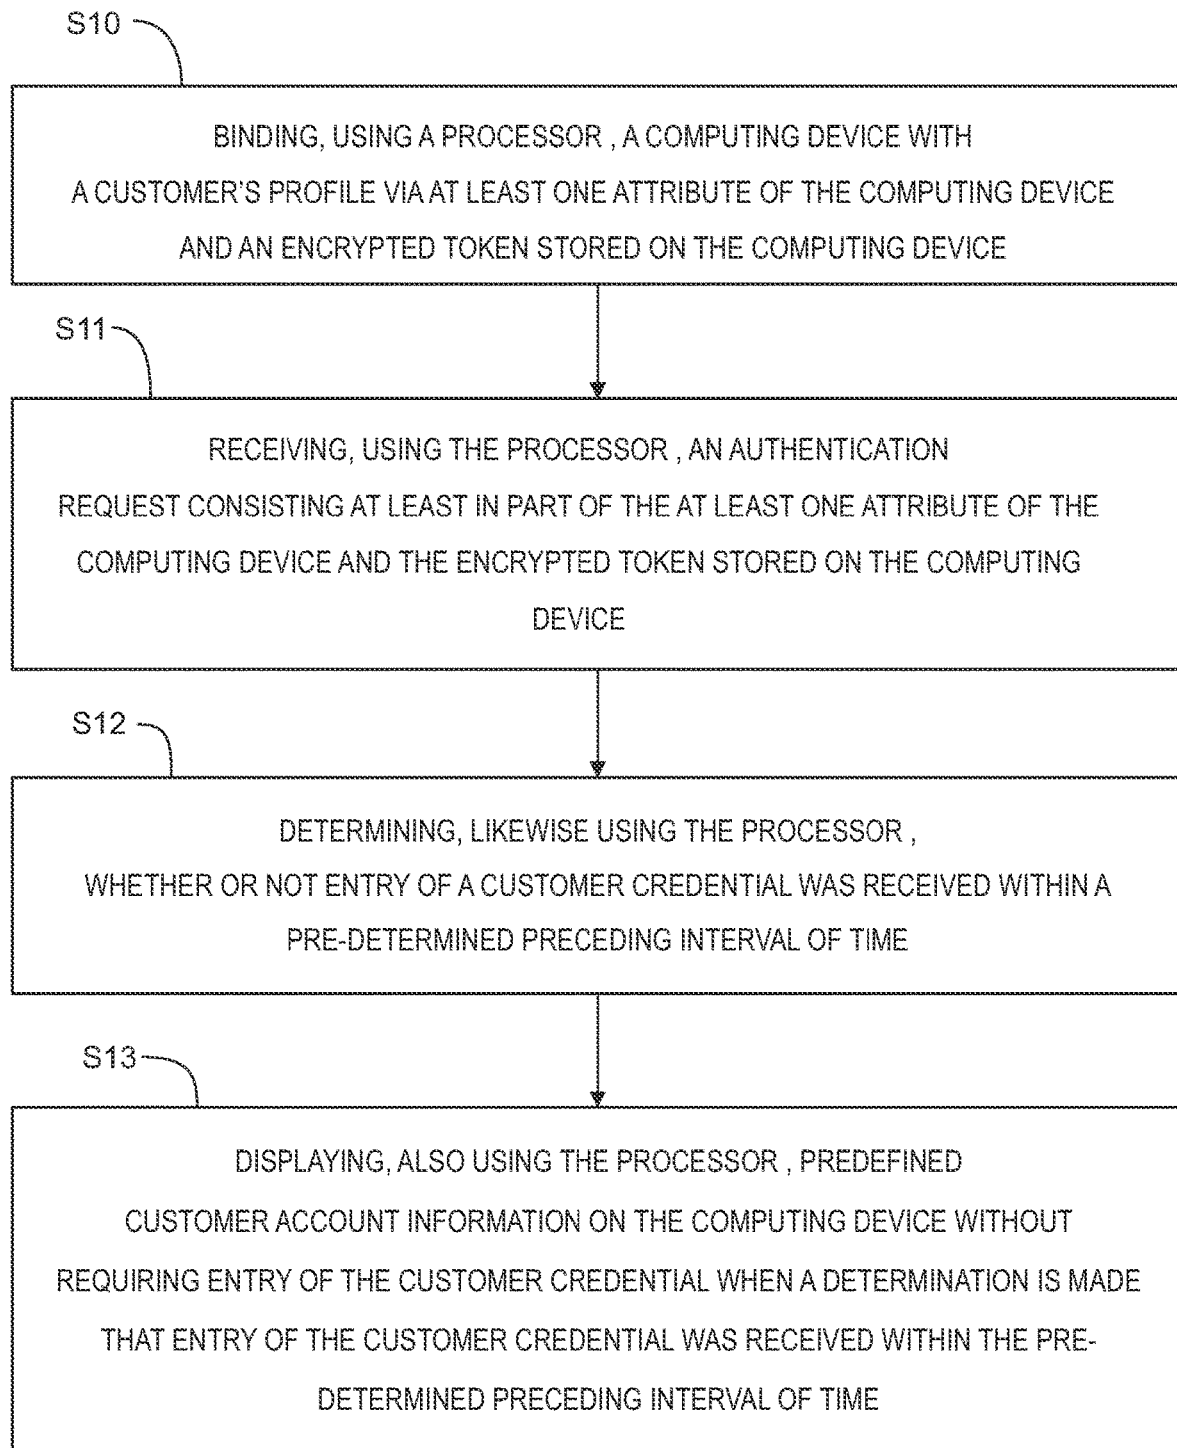 S10
BINDING, USING A PROCESSOR , A COMPUTING DEVICE WITH
A CUSTOMER'S PROFILE VIA AT LEAST ONE ATTRIBUTE OF THE COMPUTING DEVICE
AND AN ENCRYPTED TOKEN STORED ON THE COMPUTING DEVICE
S11
RECEIVING, USING THE PROCESSOR , AN AUTHENTICATION
REQUEST CONSISTING AT LEAST IN PART OF THE AT LEAST ONE ATTRIBUTE OF THE
COMPUTING DEVICE AND THE ENCRYPTED TOKEN STORED ON THE COMPUTING
DEVICE
S12
DETERMINING, LIKEWISE USING THE PROCESSOR ,
WHETHER OR NOT ENTRY OF A CUSTOMER CREDENTIAL WAS RECEIVED WITHIN A
PRE-DETERMINED PRECEDING INTERVAL OF TIME
S13
DISPLAYING, ALSO USING THE PROCESSOR , PREDEFINED
CUSTOMER ACCOUNT INFORMATION ON THE COMPUTING DEVICE WITHOUT
REQUIRING ENTRY OF THE CUSTOMER CREDENTIAL WHEN A DETERMINATION IS MADE
THAT ENTRY OF THE CUSTOMER CREDENTIAL WAS RECEIVED WITHIN THE PRE-
DETERMINED PRECEDING INTERVAL OF TIME